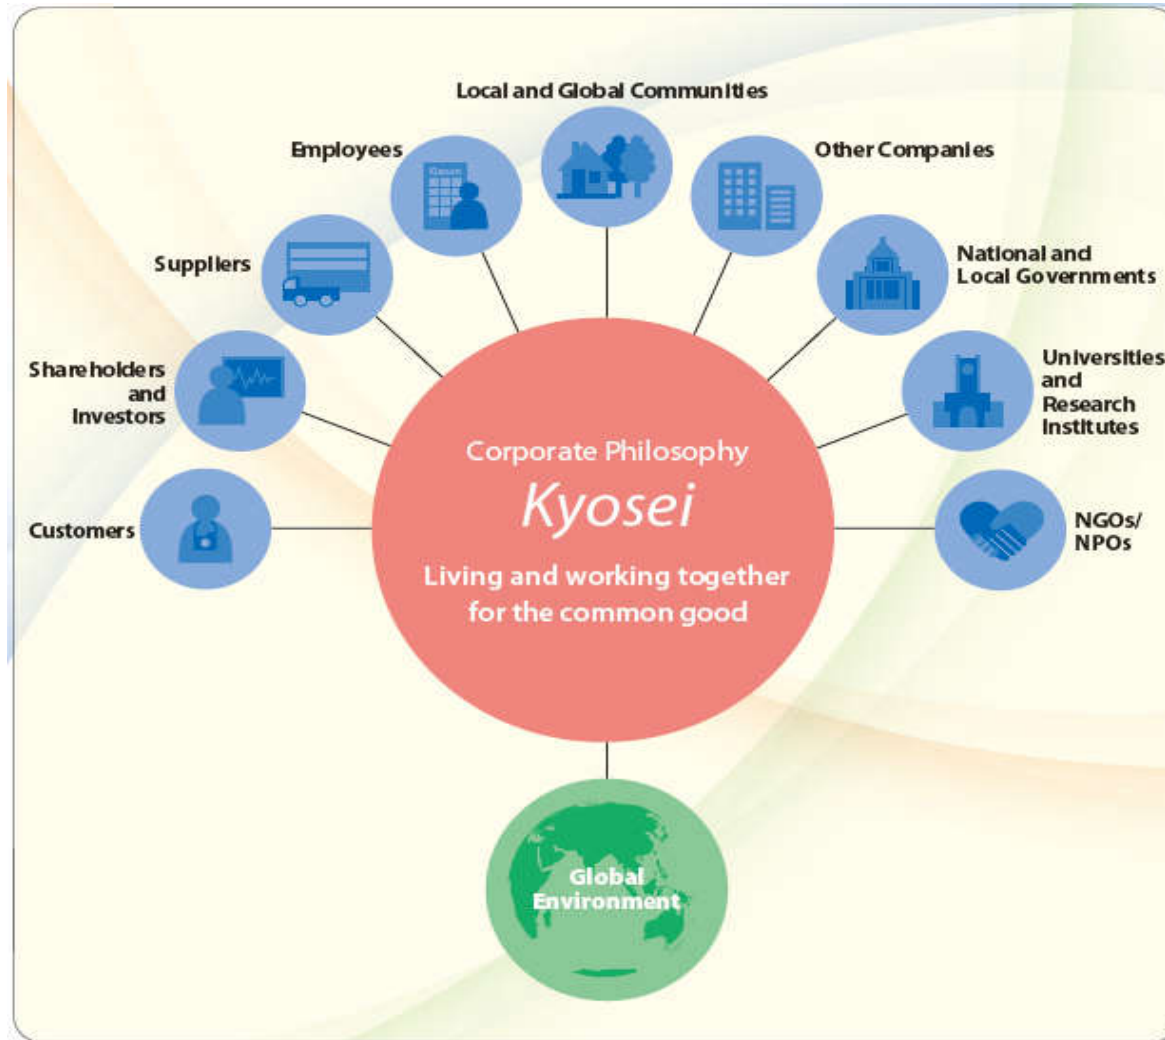 Local and Global Communities
Employees
Canon
Other Companies
Suppliers
National and
Local Governments
Shareholders
and
Investors
Universities
and
Research
Institutes
Corporate Philosophy
Kyosei
Living and working together
for the common good
Customers
NGOs/
NPOs
Global
Environment